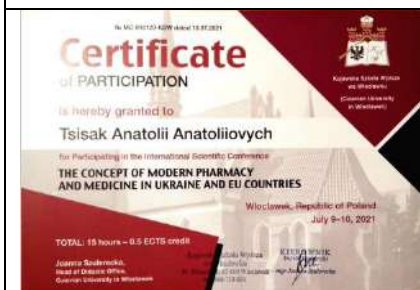 Certificate
of PARTICIPATION
is hereby granted to
Tsisak Anatolii Anatoliiovych
for Participating in the International Scientific Conference
THE CONCEPT OF MODERN PHARMACY
AND MEDICINE IN UKRAINE AND EU COUNTRIES
Wloclawek, Republic of Poland
July 9–10, 2021
TOTAL: 15 hours – 0.5 ECTS credit
Head of Didactic Office,
Cuiavian University in Wloclawek
Kujawska Szkoła Wyższa
we Włocławku
(Cuiavian University
in Wloclawek)
KIEROWNIK